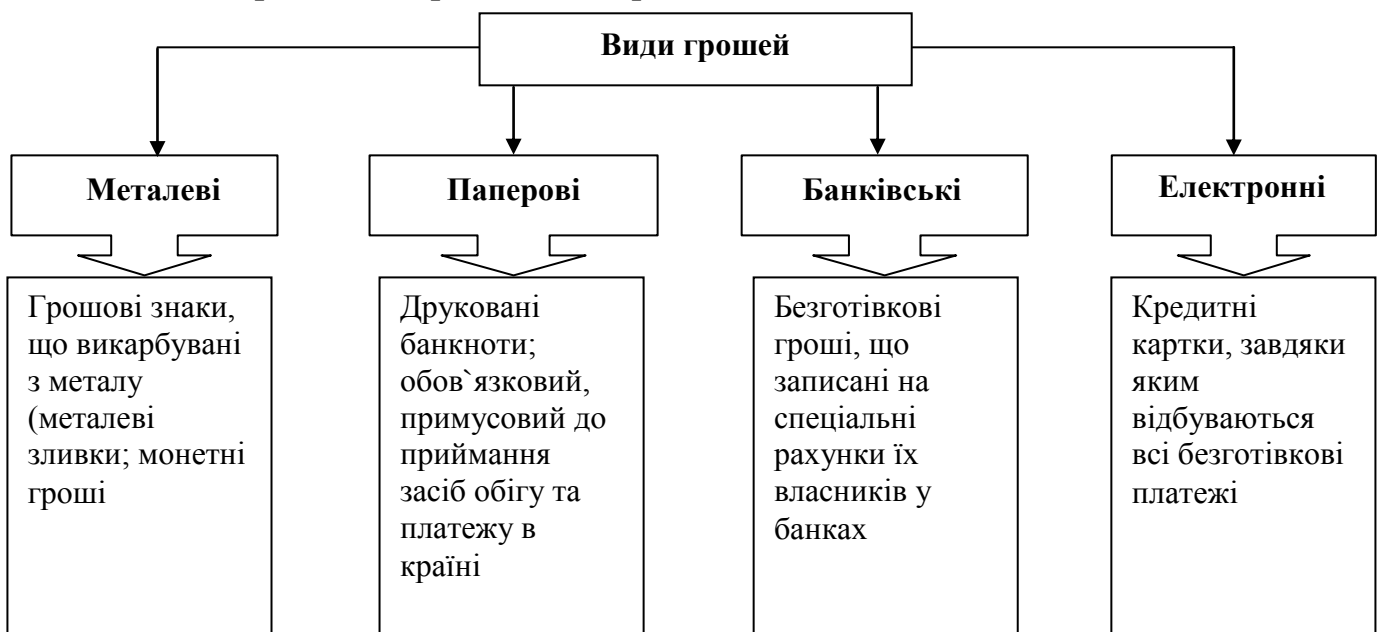 Види грошей
Металеві
Паперові
Банківські
Електронні
Грошові знаки,
що викарбувані
з металу
(металеві
зливки; монетні
гроші
Друковані
банкноти;
обов`язковий,
примусовий до
приймання
засіб обігу та
платежу в
країні
Безготівкові
гроші, що
записані на
спеціальні
рахунки їх
власників у
банках
Кредитні
картки, завдяки
яким
відбуваються
всі безготівкові
платежі